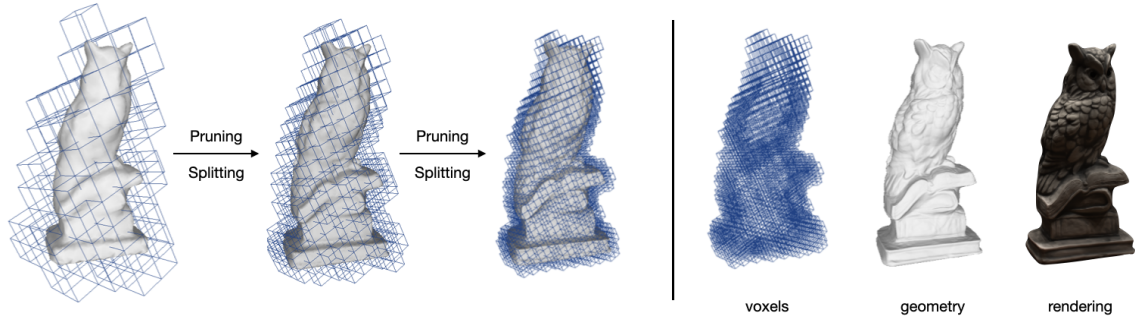 Pruning
Splitting
Pruning
Splitting
voxels
geometry
rendering